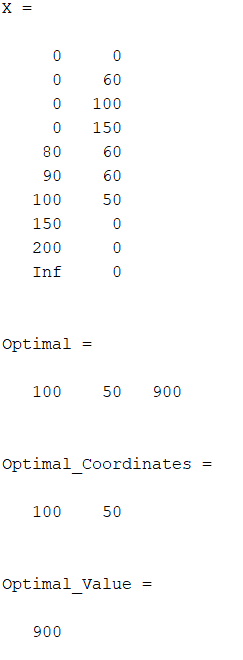 X =
0 0
0 60
0 100
0 150
80 60
90 60
100 50
150 0
200 0
Inf 0
Optimal =
100 50 900
Optimal_Coordinates =
100 50
Optimal_Value =
900